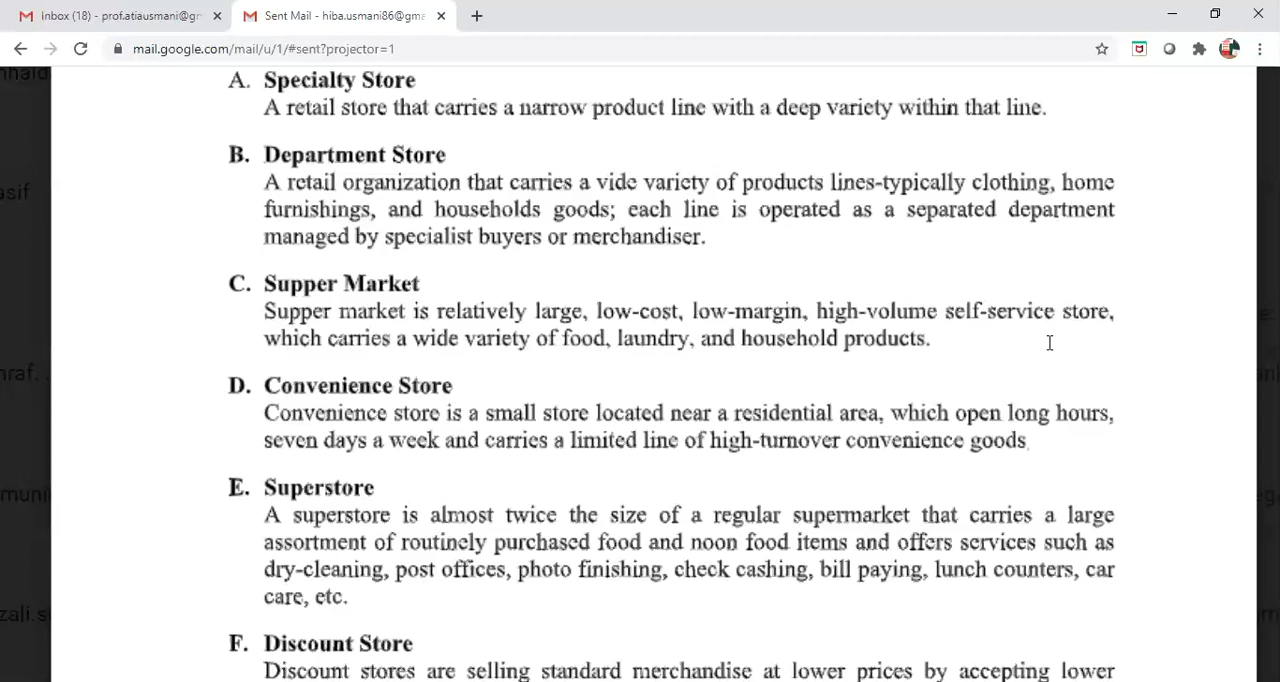 Inbox (18) - prof.atiausmani@gr
Sent Mail - hiba.usmani86@gma
mail.google.com/mail/u/1/#sent?projector=1
A. Specialty Store
A retail store that carries a narrow product line with a deep variety within that line.
asif
B. Department Store
A retail organization that carries a vide variety of products lines-typically clothing, home
furnishings, and households goods; each line is operated as a separated department
managed by specialist buyers or merchandiser.
C. Supper Market
Supper market is relatively large, low-cost, low-margin, high-volume self-service store,
which carries a wide variety of food, laundry, and household products.
nraf. .
D. Convenience Store
Convenience store is a small store located near a residential area, which open long hours,
seven days a week and carries a limited line of high-turnover convenience goods.
E. Superstore
A superstore is almost twice the size of a regular supermarket that carries a large
assortment of routinely purchased food and noon food items and offers services such as
dry-cleaning, post offices, photo finishing, check cashing, bill paying, lunch counters, car
care, etc.
zali.s
F. Discount Store
Discount stores are selling standard merchandise at lower prices by accepting lower